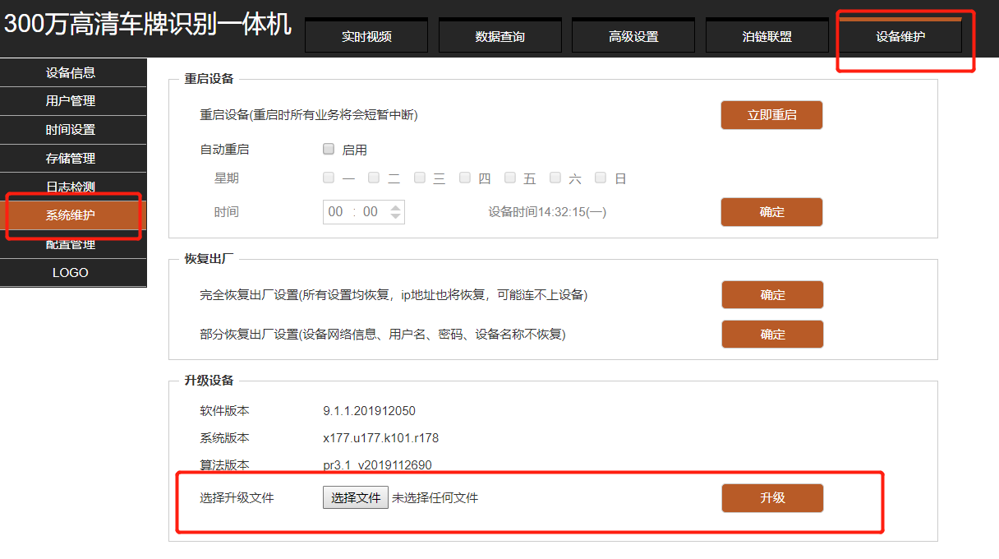 300万高清车牌识别一体机
实时视频
数据查询
高级设置
泊链联盟
设备维护
设备信息
用户管理
时间设置
存储管理
日志检测
系统维护
配置管理
LOGO
重启设备
重启设备(重启时所有业务将会短暂中断) 立即重启
自动重启 启用
星期 一 二 三 四 五 六 日
时间 00 : 00 设备时间14:32:15(一) 确定
恢复出厂
完全恢复出厂设置(所有设置均恢复，ip地址也将恢复，可能连不上设备) 确定
部分恢复出厂设置(设备网络信息、用户名、密码、设备名称不恢复) 确定
升级设备
软件版本 9.1.1.201912050
系统版本 x177.u177.k101.r178
算法版本 pr3.1_v2019112690
选择升级文件 选择文件 未选择任何文件 升级